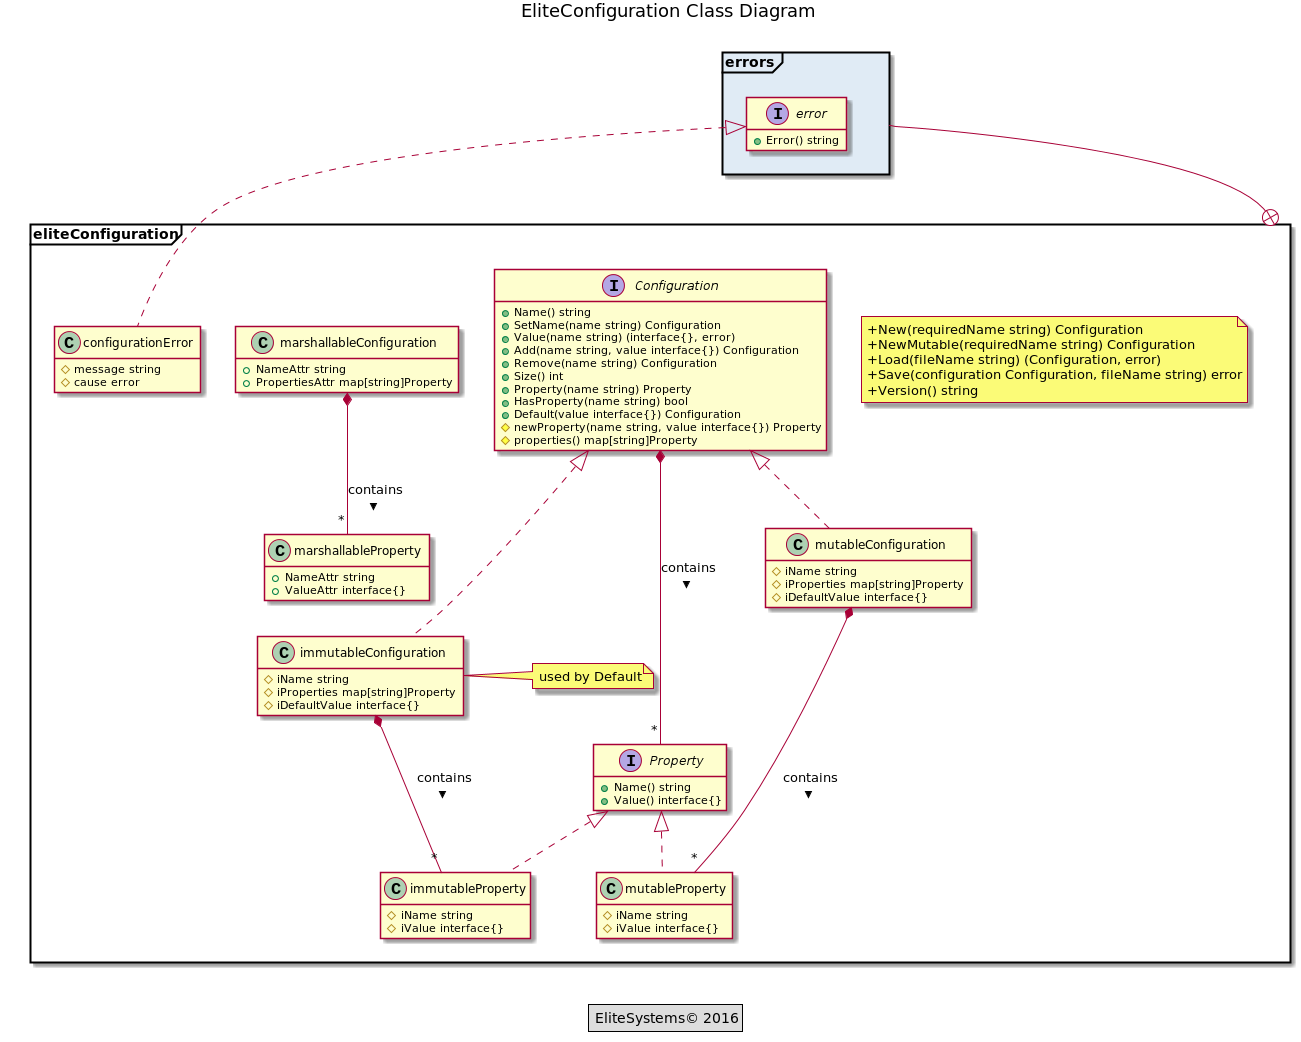 EliteConfiguration Class Diagram
errors
I error
Error() string
eliteConfiguration
C configurationError
message string
cause error
C marshallableConfiguration
NameAttr string
PropertiesAttr map[string]Property
I Configuration
Name() string
SetName(name string) Configuration
Value(name string) (interface{}, error)
Add(name string, value interface{}) Configuration
Remove(name string) Configuration
Size() int
Property(name string) Property
HasProperty(name string) bool
Default(value interface{}) Configuration
newProperty(name string, value interface{}) Property
properties() map[string]Property
+New(requiredName string) Configuration
+NewMutable(requiredName string) Configuration
+Load(fileName string) (Configuration, error)
+Save(configuration Configuration, fileName string) error
+Version() string
contains
*
C marshallableProperty
NameAttr string
ValueAttr interface{}
contains
C mutableConfiguration
iName string
iProperties map[string]Property
iDefaultValue interface{}
C immutableConfiguration
iName string
iProperties map[string]Property
iDefaultValue interface{}
used by Default
*
I Property
Name() string
Value() interface{}
contains
contains
*
*
C immutableProperty
iName string
iValue interface{}
C mutableProperty
iName string
iValue interface{}
EliteSystems© 2016